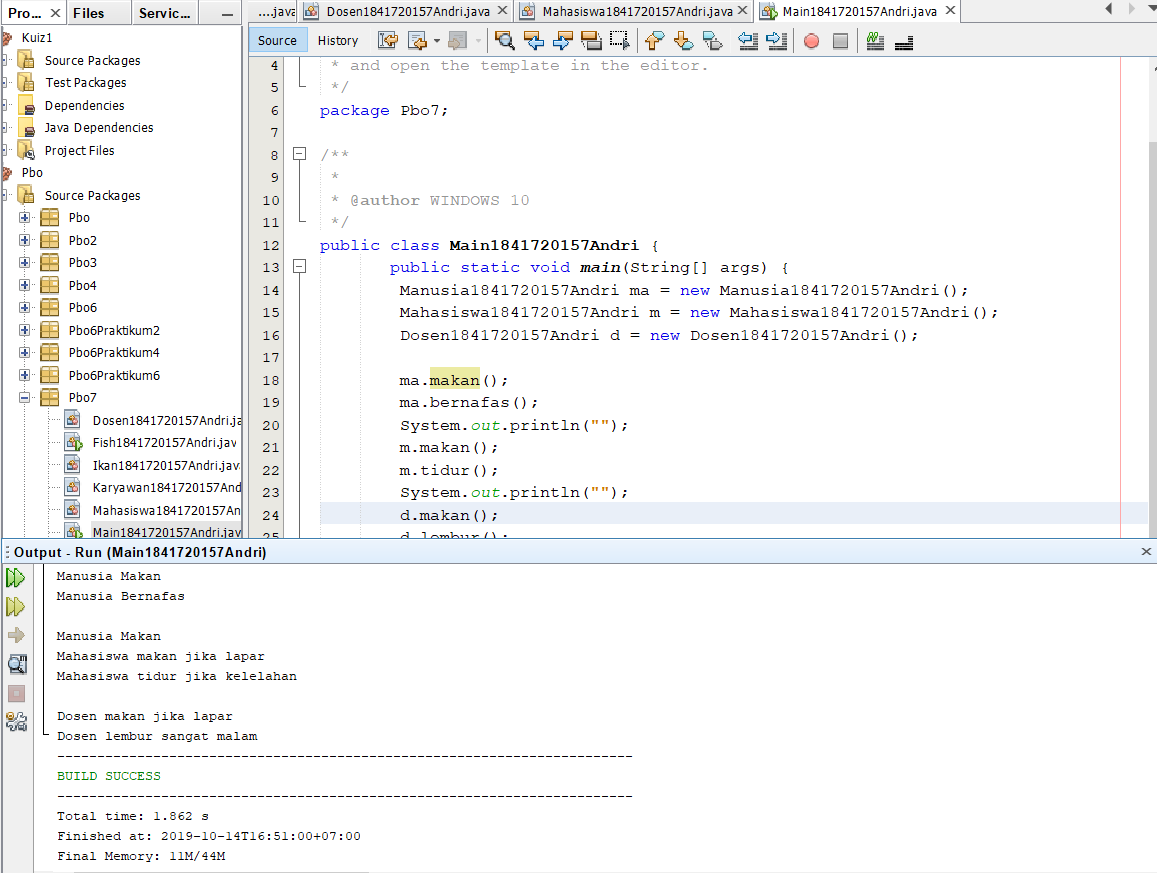 Pro... Files Servic...
Kuiz1
Source Packages
Test Packages
Dependencies
Java Dependencies
Project Files
Pbo
Source Packages
Pbo
Pbo2
Pbo3
Pbo4
Pbo6
Pbo6Praktikum2
Pbo6Praktikum4
Pbo6Praktikum6
Pbo7
Dosen1841720157Andri.ja
Fish1841720157Andri.jav
Ikan1841720157Andri.java
Karyawan1841720157And
Mahasiswa1841720157An
Main1841720157Andri.java
....java Dosen1841720157Andri.java Mahasiswa1841720157Andri.java Main1841720157Andri.java
Source History
4 * and open the template in the editor.
5 */
6 package Pbo7;
7
8 /**
9 *
10 * @author WINDOWS 10
11 */
12 public class Main1841720157Andri {
13 public static void main(String[] args) {
14 Manusia1841720157Andri ma = new Manusia1841720157Andri();
15 Mahasiswa1841720157Andri m = new Mahasiswa1841720157Andri();
16 Dosen1841720157Andri d = new Dosen1841720157Andri();
17
18 ma.makan();
19 ma.bernafas();
20 System.out.println("");
21 m.makan();
22 m.tidur();
23 System.out.println("");
24 d.makan();
25 d.lembur();
Output - Run (Main1841720157Andri)
Manusia Makan
Manusia Bernafas
Manusia Makan
Mahasiswa makan jika lapar
Mahasiswa tidur jika kelelahan
Dosen makan jika lapar
Dosen lembur sangat malam
------------------------------------------------------------------------
BUILD SUCCESS
------------------------------------------------------------------------
Total time: 1.862 s
Finished at: 2019-10-14T16:51:00+07:00
Final Memory: 11M/44M